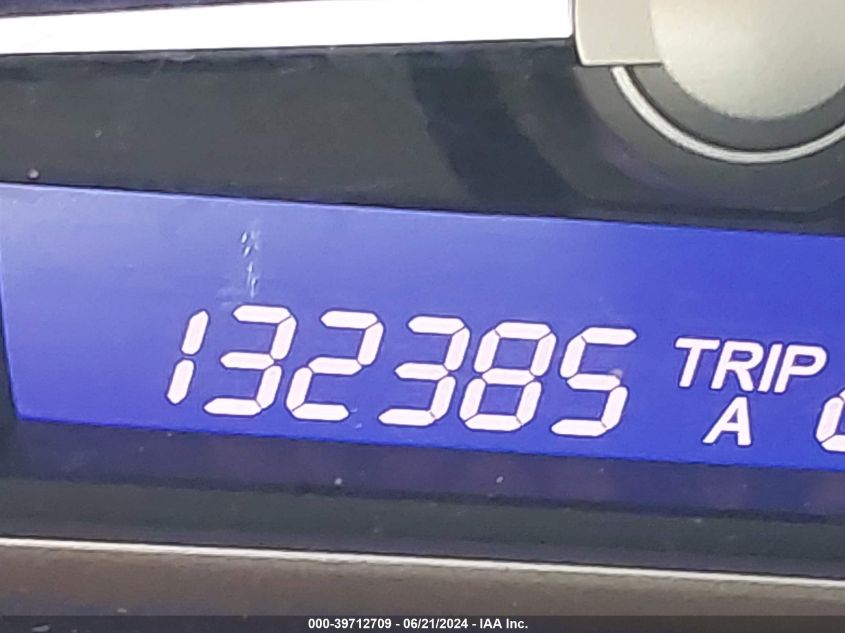 132385 TRIP
A
000-39712709 - 06/21/2024 - IAA Inc.